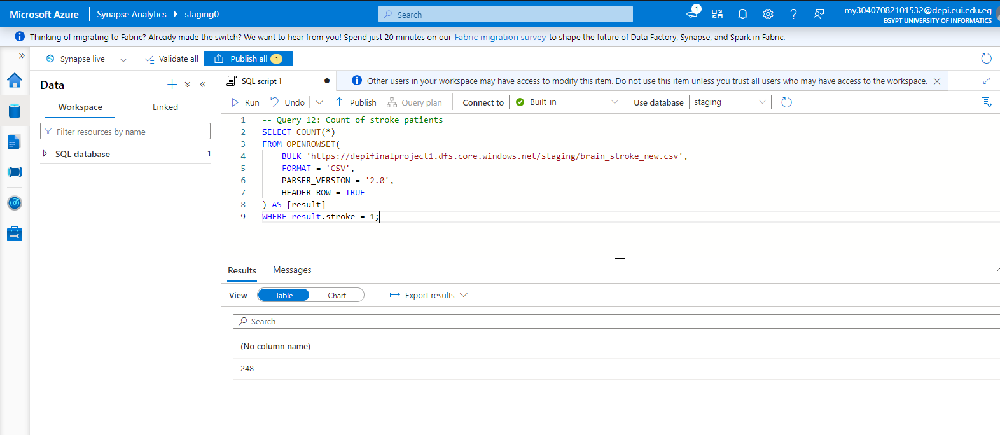 Microsoft Azure
Synapse Analytics
staging0
Search
1
my30407082101532@depi.eui.edu.eg
EGYPT UNIVERSITY OF INFORMATICS
Thinking of migrating to Fabric? Already made the switch? We want to hear from you! Spend just 20 minutes on our Fabric migration survey to shape the future of Data Factory, Synapse, and Spark in Fabric.
Synapse live
Validate all
Publish all 1
Data
Workspace
Linked
Filter resources by name
SQL database 1
SQL script 1
Other users in your workspace may have access to modify this item. Do not use this item unless you trust all users who may have access to the workspace.
Run
Undo
Publish
Query plan
Connect to
Built-in
Use database
staging
1 -- Query 12: Count of stroke patients
2 SELECT COUNT(*)
3 FROM OPENROWSET(
4 BULK 'https://depifinalproject1.dfs.core.windows.net/staging/brain_stroke_new.csv',
5 FORMAT = 'CSV',
6 PARSER_VERSION = '2.0',
7 HEADER_ROW = TRUE
8 ) AS [result]
9 WHERE result.stroke = 1;
Results
Messages
View
Table
Chart
Export results
Search
(No column name)
248